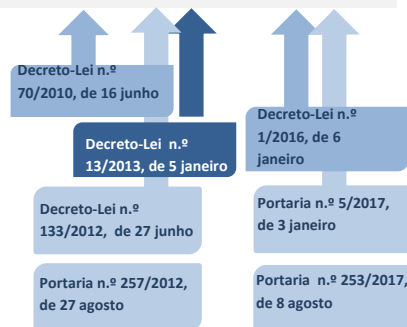 Decreto-Lei n.º
70/2010, de 16 junho
Decreto-Lei n.º
13/2013, de 5 janeiro
Decreto-Lei n.º
133/2012, de 27 junho
Portaria n.º 257/2012,
de 27 agosto
Decreto-Lei n.º
1/2016, de 6
janeiro
Portaria n.º 5/2017,
de 3 janeiro
Portaria n.º 253/2017,
de 8 agosto